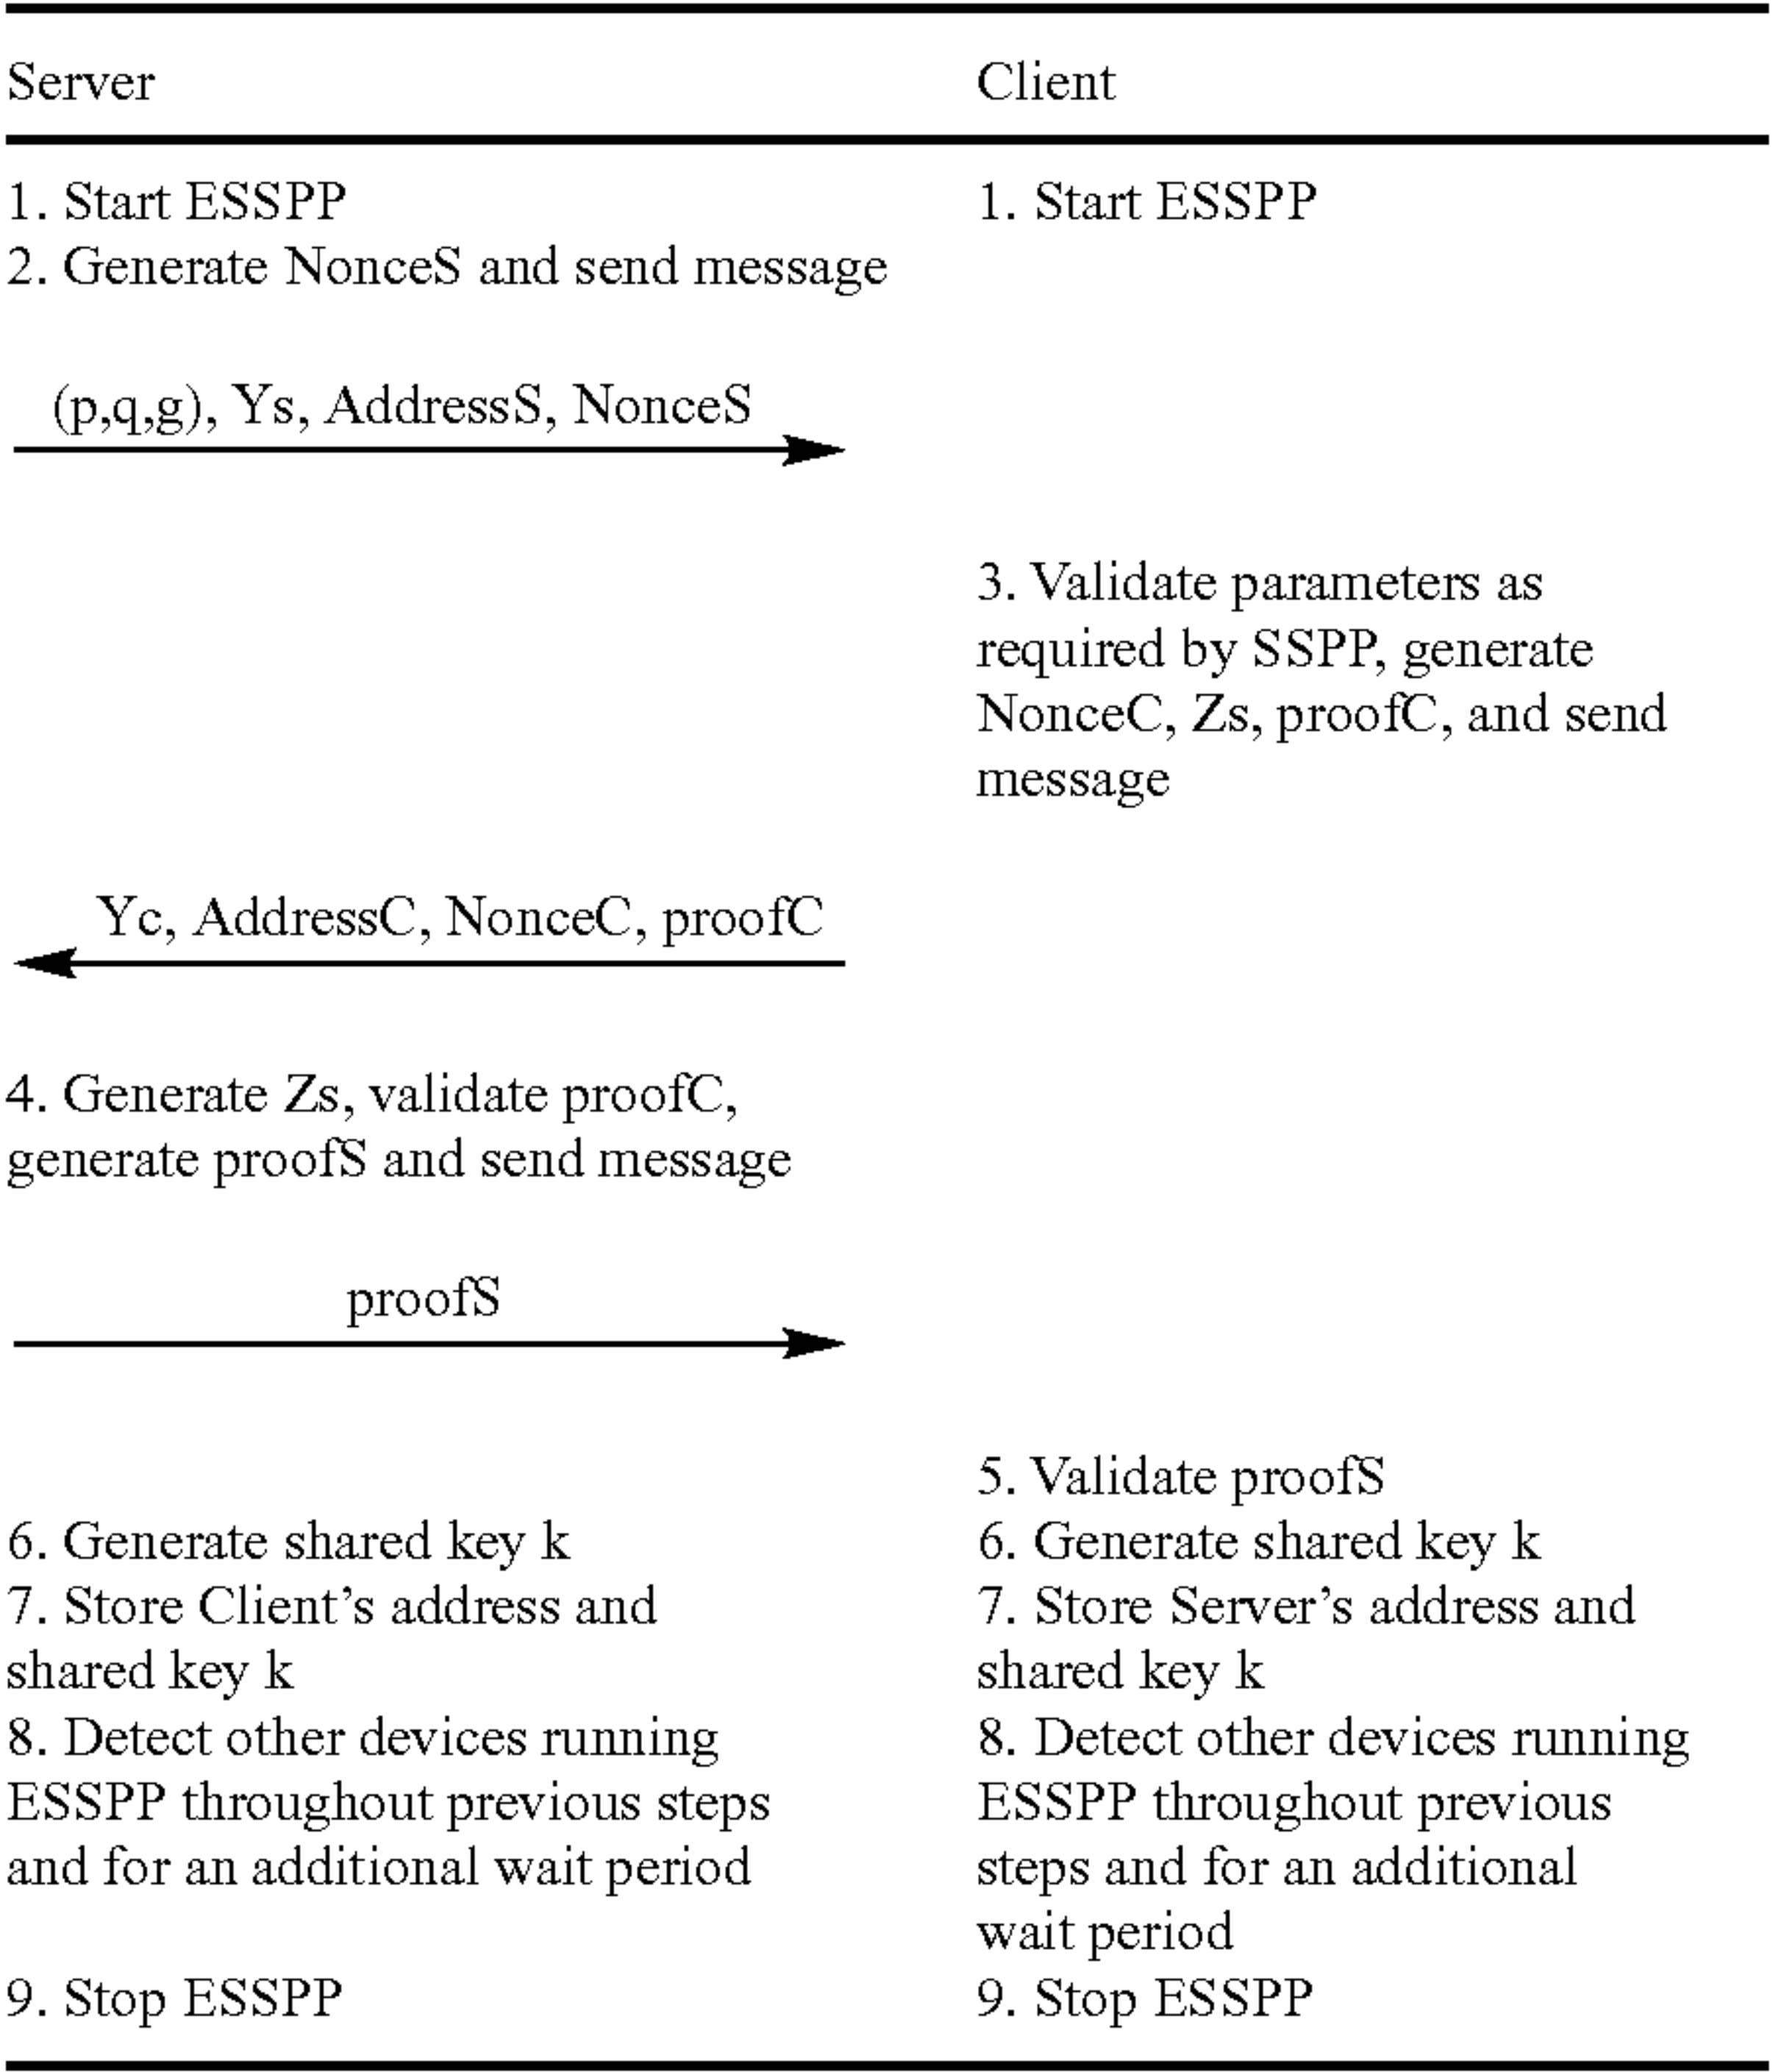 Server
Client
1. Start ESSPP
1. Start ESSPP
2. Generate NonceS and send message
(p,q,g), Ys, AddressS, NonceS
3. Validate parameters as
required by SSPP, generate
NonceC, Zs, proofC, and send
message
Yc, AddressC, NonceC, proofC
4. Generate Zs, validate proofC,
generate proofS and send message
proofS
5. Validate proofS
6. Generate shared key k
6. Generate shared key k
7. Store Client’s address and
shared key k
7. Store Server’s address and
shared key k
8. Detect other devices running
ESSPP throughout previous steps
and for an additional wait period
8. Detect other devices running
ESSPP throughout previous
steps and for an additional
wait period
9. Stop ESSPP
9. Stop ESSPP